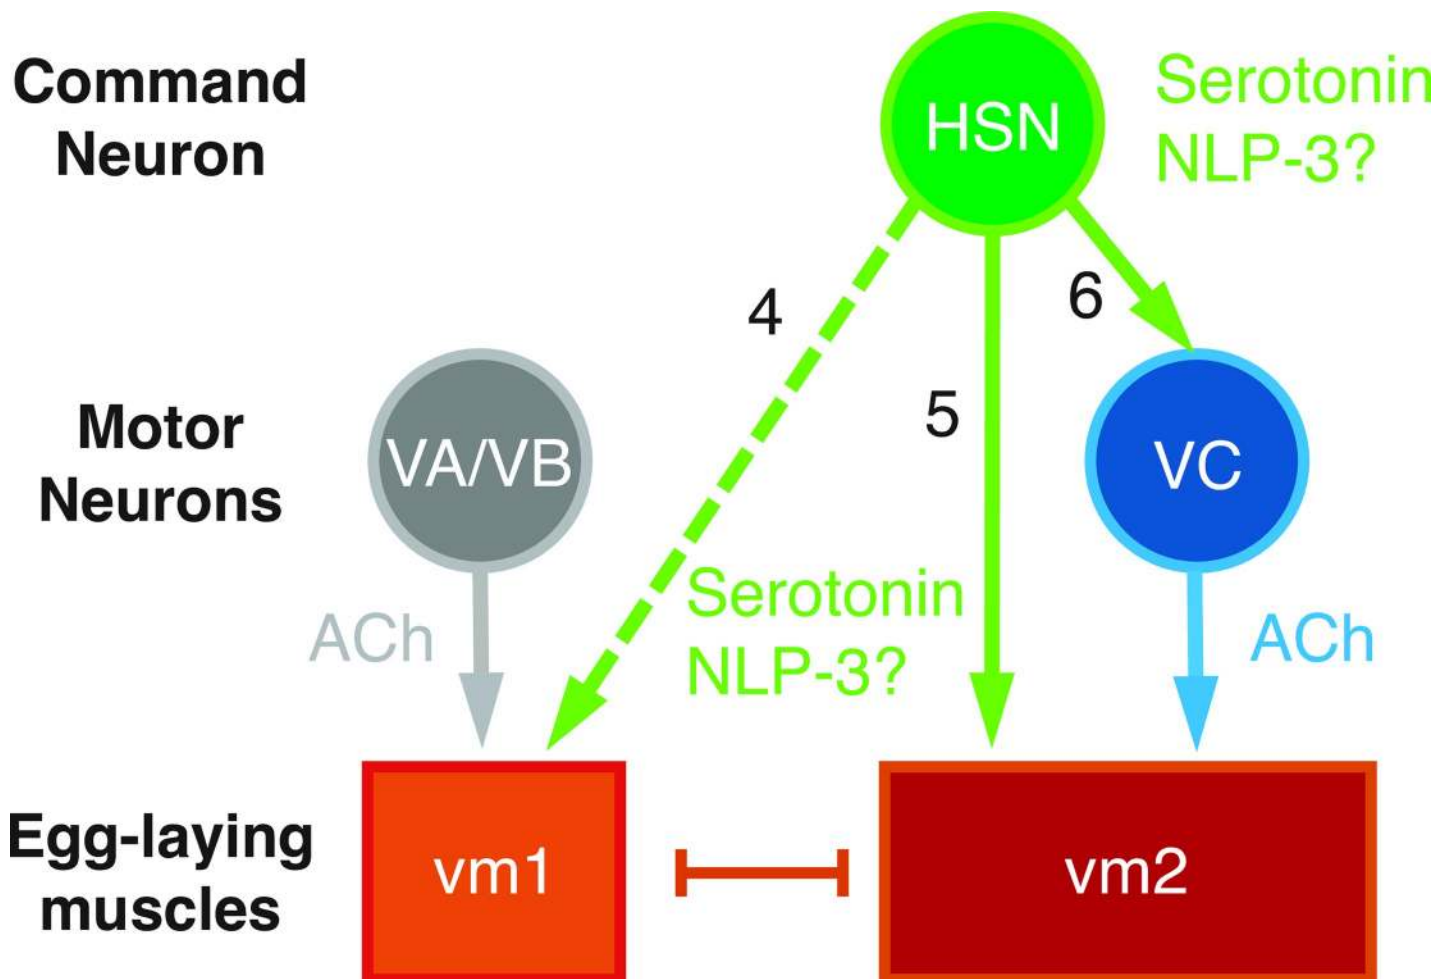 Command
Neuron
HSN
Serotonin
NLP-3?
4
6
5
Motor
Neurons
VA/VB
VC
ACh
Serotonin
NLP-3?
ACh
Egg-laying
muscles
vm1
vm2